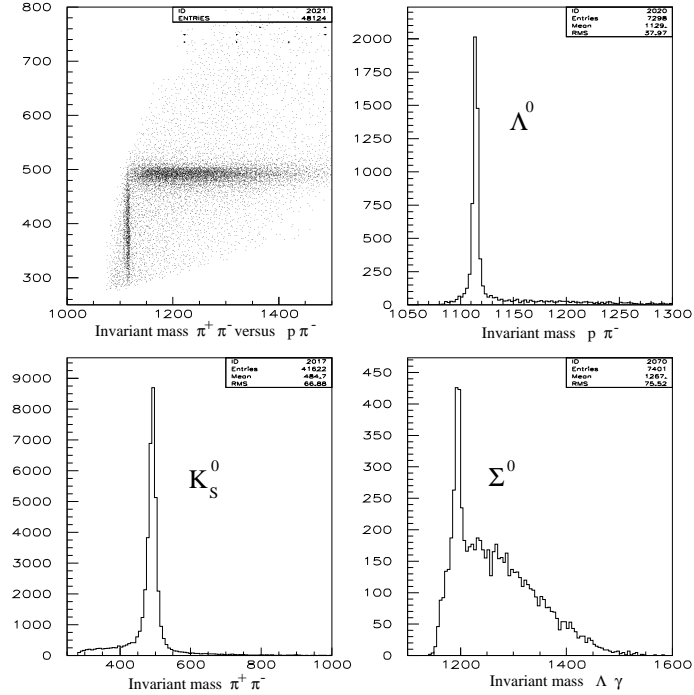 ID 2021
ENTRIES 48124
800
700
600
500
400
300
1000 1200 1400
Invariant mass π+ π- versus p π-
ID 2020
Entries 7298
Mean 1129.
RMS 37.97
2000
1750
1500
1250
1000
750
500
250
0
Λ0
1050 1100 1150 1200 1250 1300
Invariant mass p π-
ID 2017
Entries 41622
Mean 484.7
RMS 66.88
9000
8000
7000
6000
5000
4000
3000
2000
1000
0
K0S
400 600 800 1000
Invariant mass π+ π-
ID 2070
Entries 7401
Mean 1267.
RMS 75.52
450
400
350
300
250
200
150
100
50
0
Σ0
1200 1400 1600
Invariant mass Λ γ